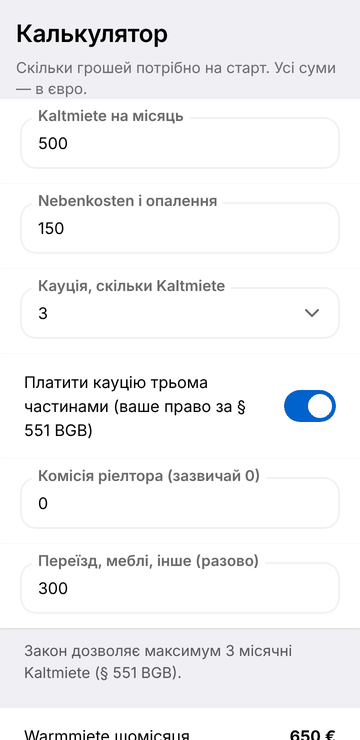 Калькулятор
Скільки грошей потрібно на старт. Усі суми
— в євро.
Kaltmiete на місяць
500
Nebenkosten і опалення
150
Кауція, скільки Kaltmiete
3
Платити кауцію трьома
частинами (ваше право за §
551 BGB)
Комісія ріелтора (зазвичай 0)
0
Переїзд, меблі, інше (разово)
300
Закон дозволяє максимум 3 місячні
Kaltmiete (§ 551 BGB).
Warmmiete щомісяця
650 €